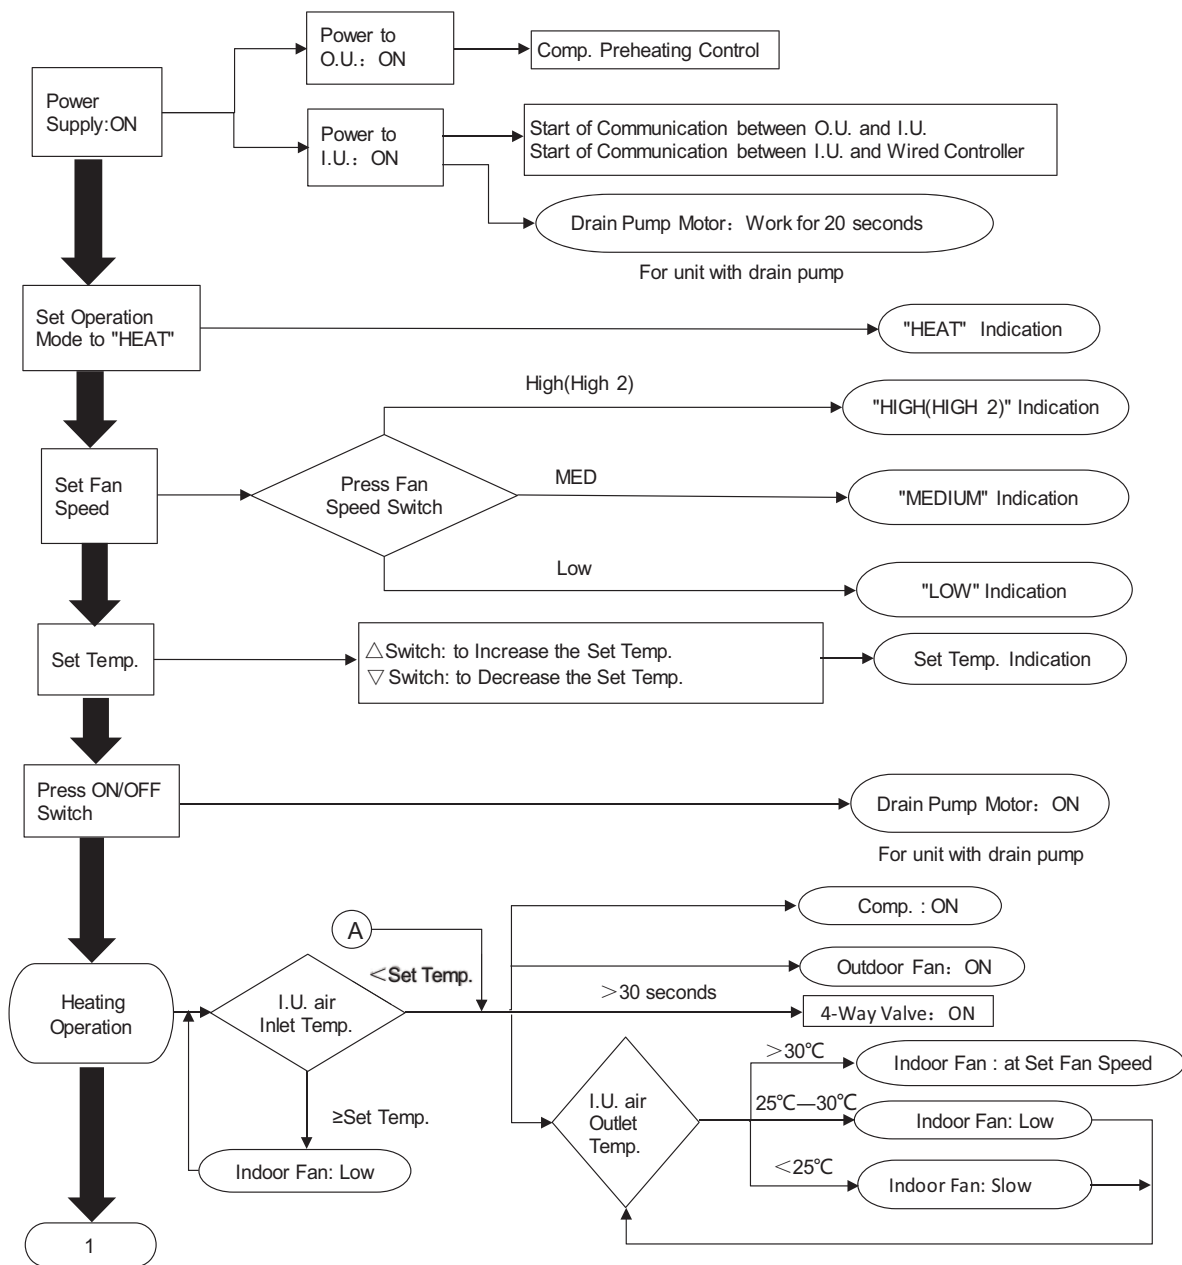 Power to
O.U.：ON
Comp. Preheating Control
Power
Supply:ON
Power to
I.U.：ON
Start of Communication between O.U. and I.U.
Start of Communication between I.U. and Wired Controller
Drain Pump Motor：Work for 20 seconds
For unit with drain pump
Set Operation
Mode to "HEAT"
"HEAT" Indication
High(High 2)
"HIGH(HIGH 2)" Indication
Set Fan
Speed
Press Fan
Speed Switch
MED
"MEDIUM" Indication
Low
"LOW" Indication
Set Temp.
△Switch: to Increase the Set Temp.
▽ Switch: to Decrease the Set Temp.
Set Temp. Indication
Press ON/OFF
Switch
Drain Pump Motor：ON
For unit with drain pump
Comp. : ON
A
＜Set Temp.
Outdoor Fan：ON
Heating
Operation
I.U. air
Inlet Temp.
＞30 seconds
4-Way Valve：ON
＞30℃
Indoor Fan : at Set Fan Speed
≥Set Temp.
I.U. air
Outlet
Temp.
25℃—30℃
Indoor Fan: Low
Indoor Fan: Low
＜25℃
Indoor Fan: Slow
1